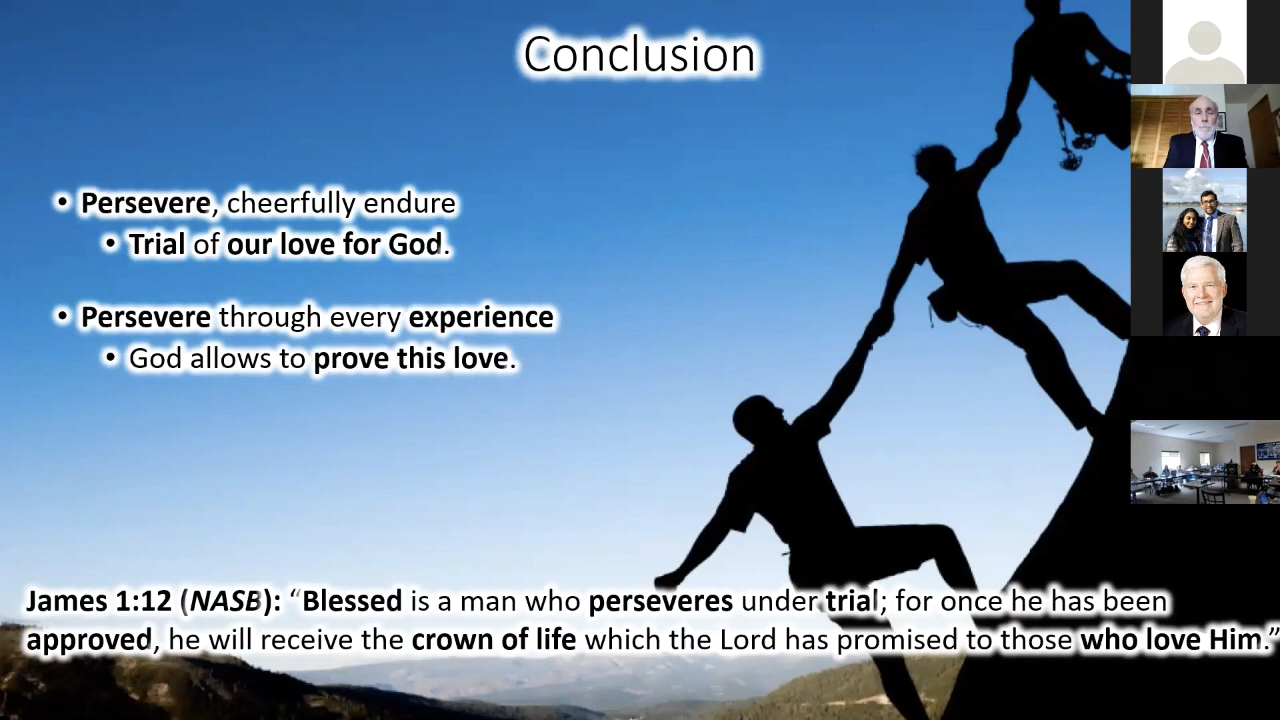 Conclusion
• Persevere, cheerfully endure
• Trial of our love for God.
• Persevere through every experience
• God allows to prove this love.
James 1:12 (NASB): “Blessed is a man who perseveres under trial; for once he has been
approved, he will receive the crown of life which the Lord has promised to those who love Him.”